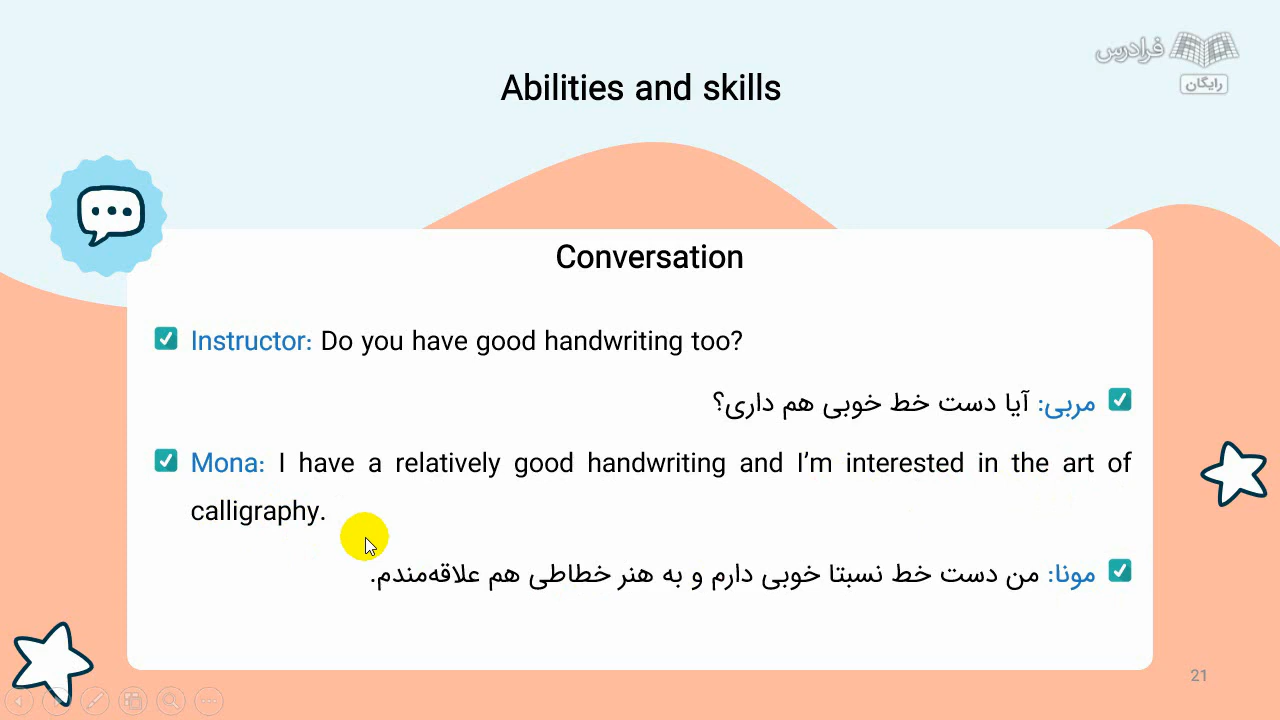 فرادرس
رایگان
Abilities and skills
Conversation
Instructor: Do you have good handwriting too?
مربی: آیا دست خط خوبی هم داری؟
Mona: I have a relatively good handwriting and I’m interested in the art of
calligraphy.
مونا: من دست خط نسبتا خوبی دارم و به هنر خطاطی هم علاقه‌مندم.
21